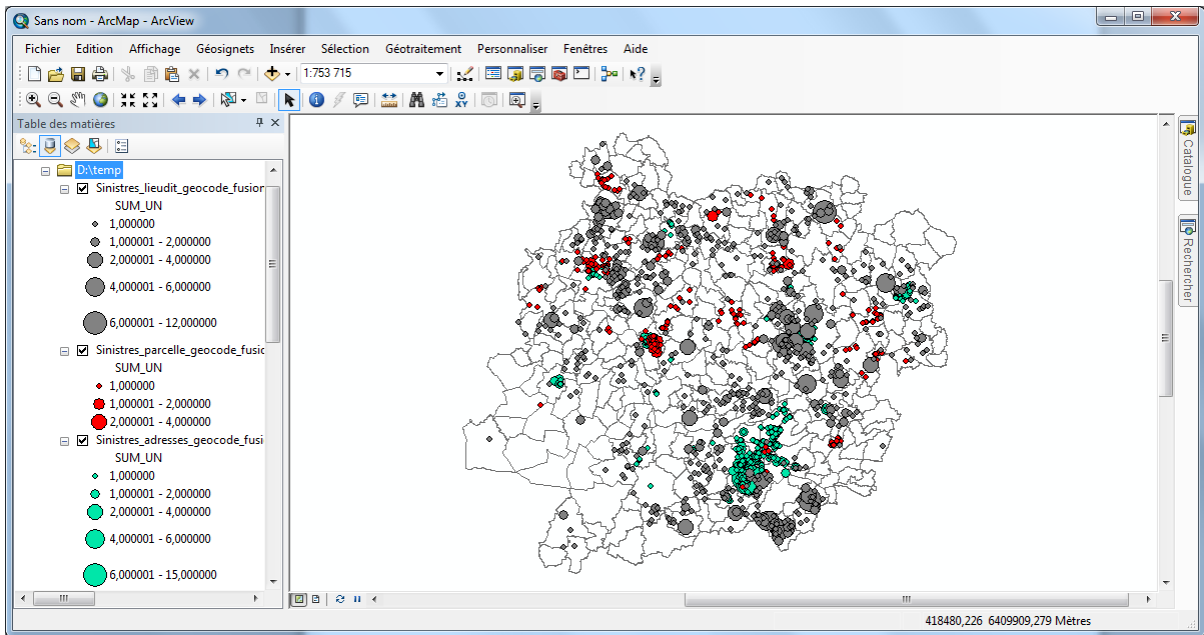 Sans nom - ArcMap - ArcView
Fichier Edition Affichage Géosignets Insérer Sélection Géotraitement Personnaliser Fenêtres Aide
1:753 715
Table des matières
D:\temp
Sinistres_lieudit_geocode_fusion
SUM_UN
1,000000
1,000001 - 2,000000
2,000001 - 4,000000
4,000001 - 6,000000
6,000001 - 12,000000
Sinistres_parcelle_geocode_fusic
SUM_UN
1,000000
1,000001 - 2,000000
2,000001 - 4,000000
Sinistres_adresses_geocode_fusi
SUM_UN
1,000000
1,000001 - 2,000000
2,000001 - 4,000000
4,000001 - 6,000000
6,000001 - 15,000000
Catalogue
Rechercher
418480,226 6409909,279 Mètres